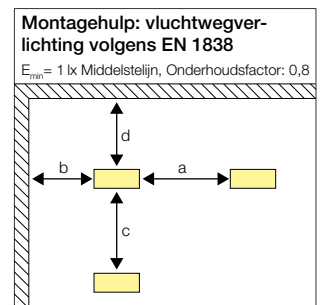 Montagehulp: vluchtwegver-
lichting volgens EN 1838
Emin= 1 lx Middelstelijn, Onderhoudsfactor: 0,8
d
b a
c